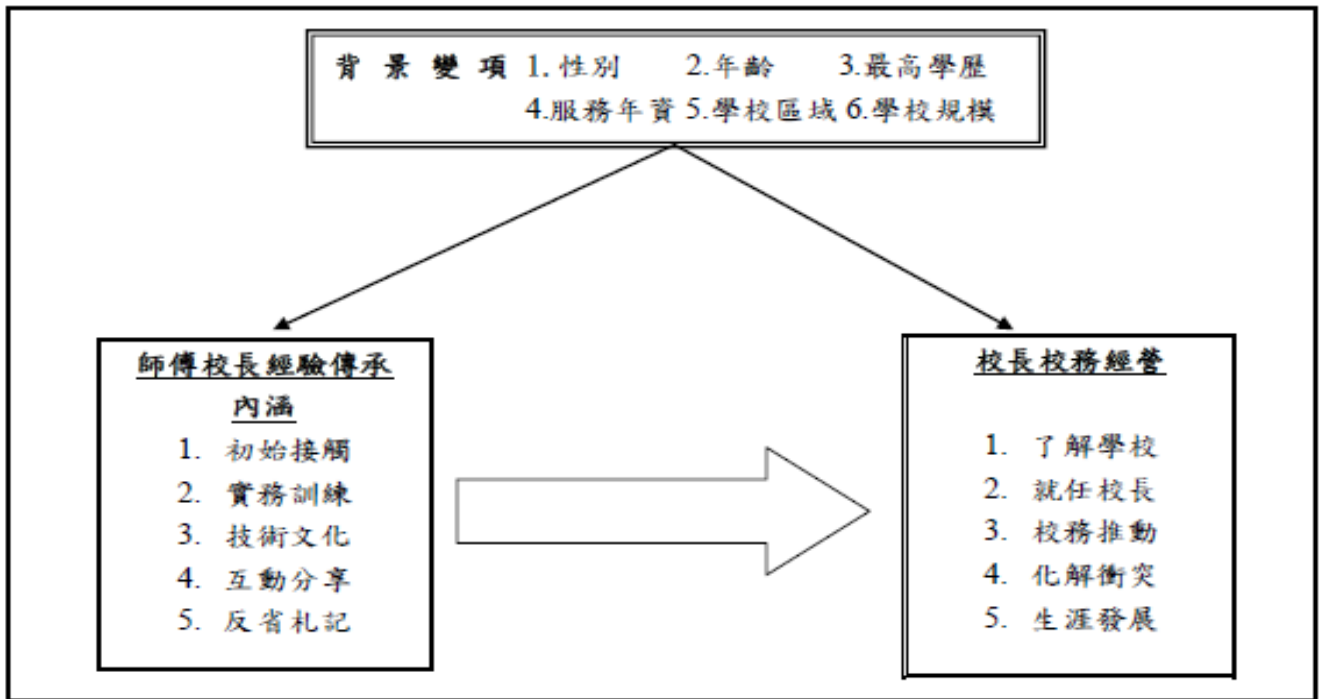 背 景 變 項 1. 性別 2.年齡 3.最高學歷
4.服務年資 5.學校區域 6.學校規模
師傅校長經驗傳承
內涵
1. 初始接觸
2. 實務訓練
3. 技術文化
4. 互動分享
5. 反省札記
校長校務經營
1. 了解學校
2. 就任校長
3. 校務推動
4. 化解衝突
5. 生涯發展